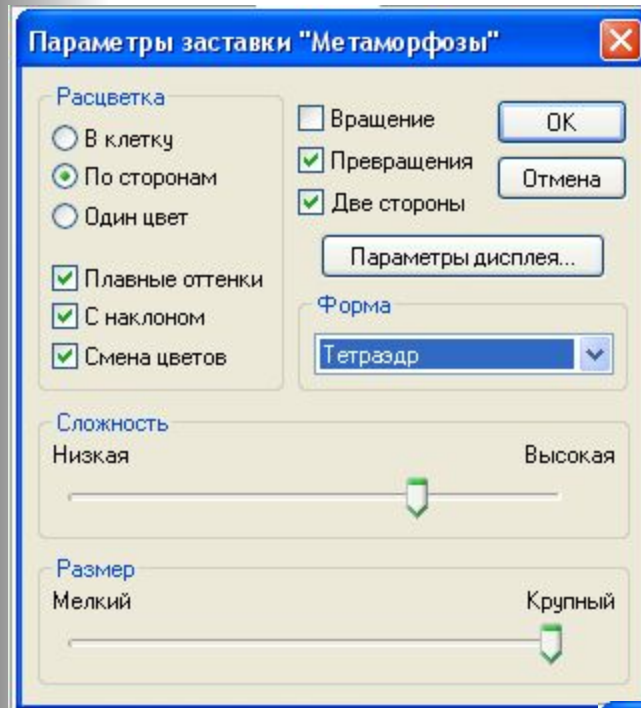 Параметры заставки "Метаморфозы"
Расцветка
В клетку
По сторонам
Один цвет
Плавные оттенки
С наклоном
Смена цветов
Вращение
Превращения
Две стороны
OK
Отмена
Параметры дисплея...
Форма
Тетраэдр
Сложность
Низкая
Высокая
Размер
Мелкий
Крупный